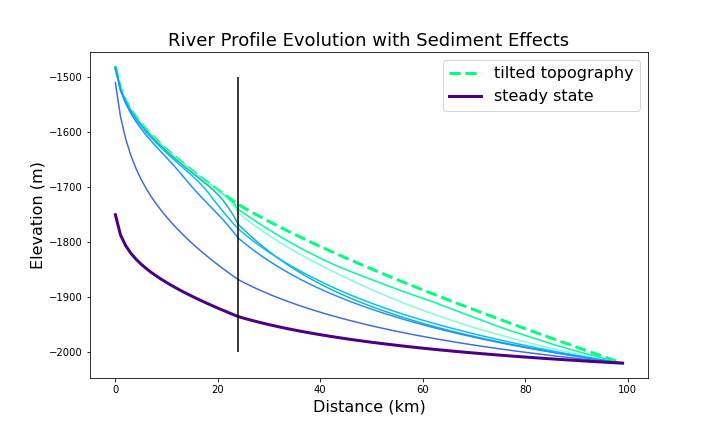 River Profile Evolution with Sediment Effects
tilted topography
steady state
Elevation (m)
−1500
−1600
−1700
−1800
−1900
−2000
0 20 40 60 80 100
Distance (km)